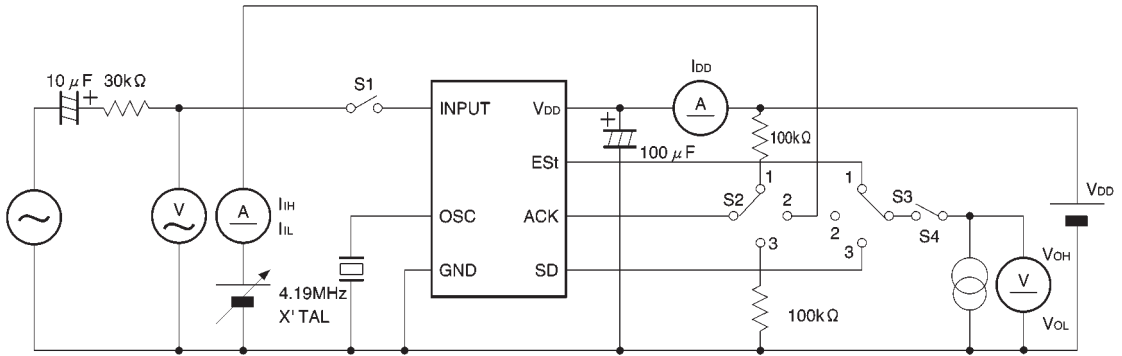 10 μF
+
30kΩ
S1
INPUT
VDD
ESt
OSC
ACK
GND
SD
V
A
IIH
IIL
4.19MHz
X' TAL
IDD
A
+
100 μF
100kΩ
1
S2
2
3
100kΩ
1
2
3
S3
S4
VDD
V
VOH
VOL